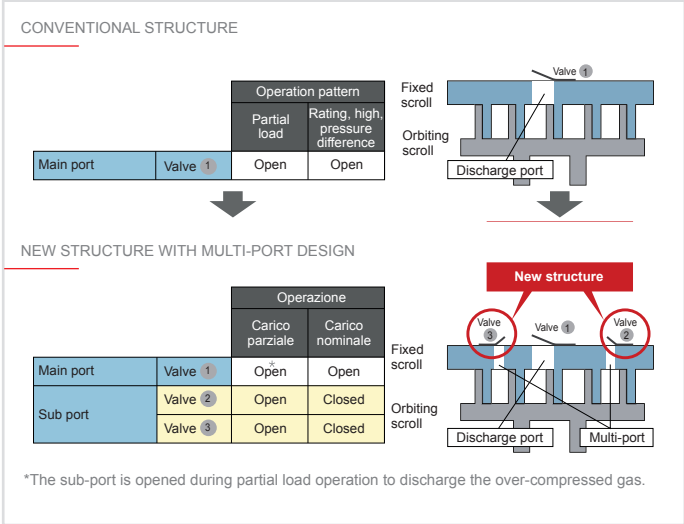 CONVENTIONAL STRUCTURE
Operation pattern
Partial
load
Rating, high,
pressure
difference
Main port
Valve 1
Open
Open
Fixed
scroll
Valve 1
Orbiting
scroll
Discharge port
NEW STRUCTURE WITH MULTI-PORT DESIGN
Operazione
Carico
parziale
Carico
nominale
Main port
Valve 1
Open*
Open
Sub port
Valve 2
Open
Closed
Valve 3
Open
Closed
New structure
Valve
3
Valve 1
Valve
2
Fixed
scroll
Orbiting
scroll
Discharge port
Multi-port
*The sub-port is opened during partial load operation to discharge the over-compressed gas.